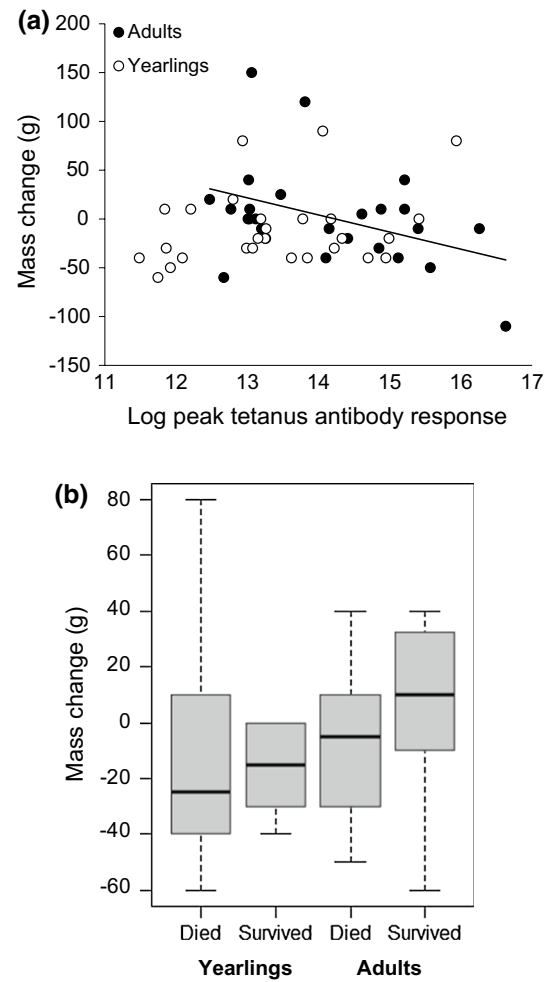 (a)
200
150
100
50
0
-50
-100
-150
Mass change (g)
Adults
Yearlings
11 12 13 14 15 16 17
Log peak tetanus antibody response
(b)
80
60
40
20
0
-20
-40
-60
Mass change (g)
Died Survived Died Survived
Yearlings Adults